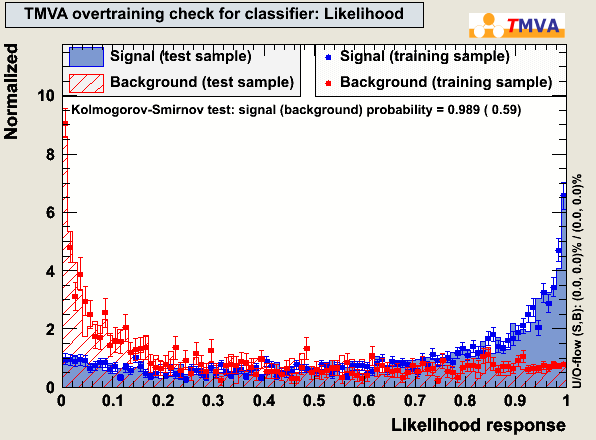 TMVA overtraining check for classifier: Likelihood
TMVA
Signal (test sample)
Background (test sample)
Signal (training sample)
Background (training sample)
Kolmogorov-Smirnov test: signal (background) probability = 0.989 ( 0.59)
Normalized
10
8
6
4
2
0
0 0.1 0.2 0.3 0.4 0.5 0.6 0.7 0.8 0.9 1
Likelihood response
U/O-flow (S,B): (0.0, 0.0)% / (0.0, 0.0)%